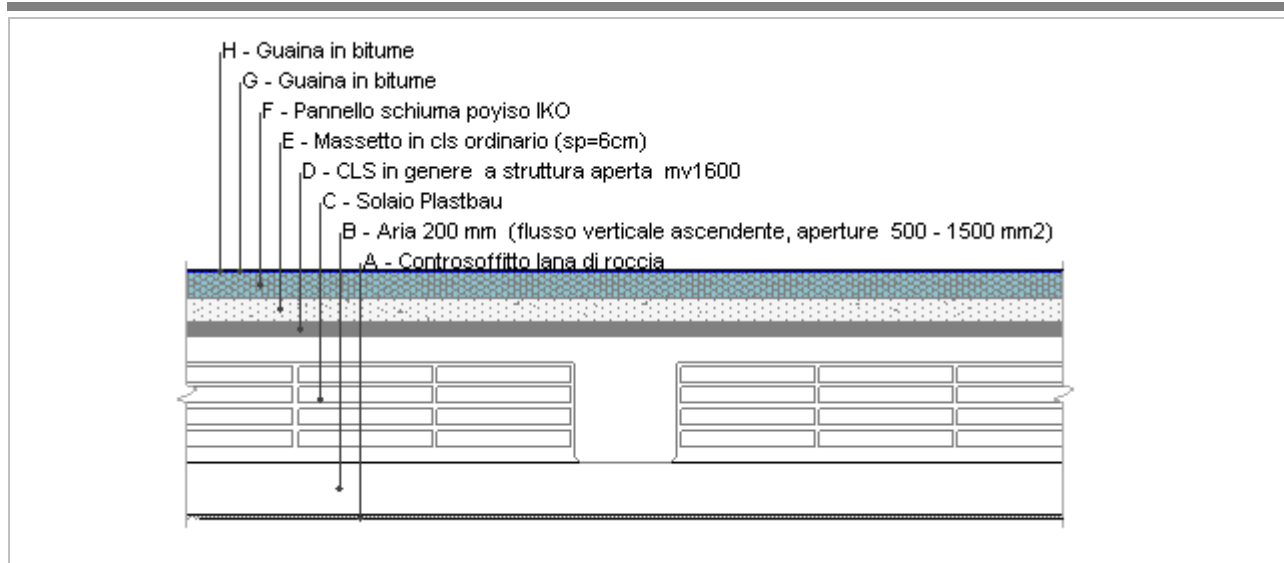 H - Guaina in bitume
G - Guaina in bitume
F - Pannello schiuma poyiso IKO
E - Massetto in cls ordinario (sp=6cm)
D - CLS in genere a struttura aperta mv1600
C - Solaio Plastbau
B - Aria 200 mm (flusso verticale ascendente, aperture 500 - 1500 mm2)
A - Controsoffitto lana di roccia